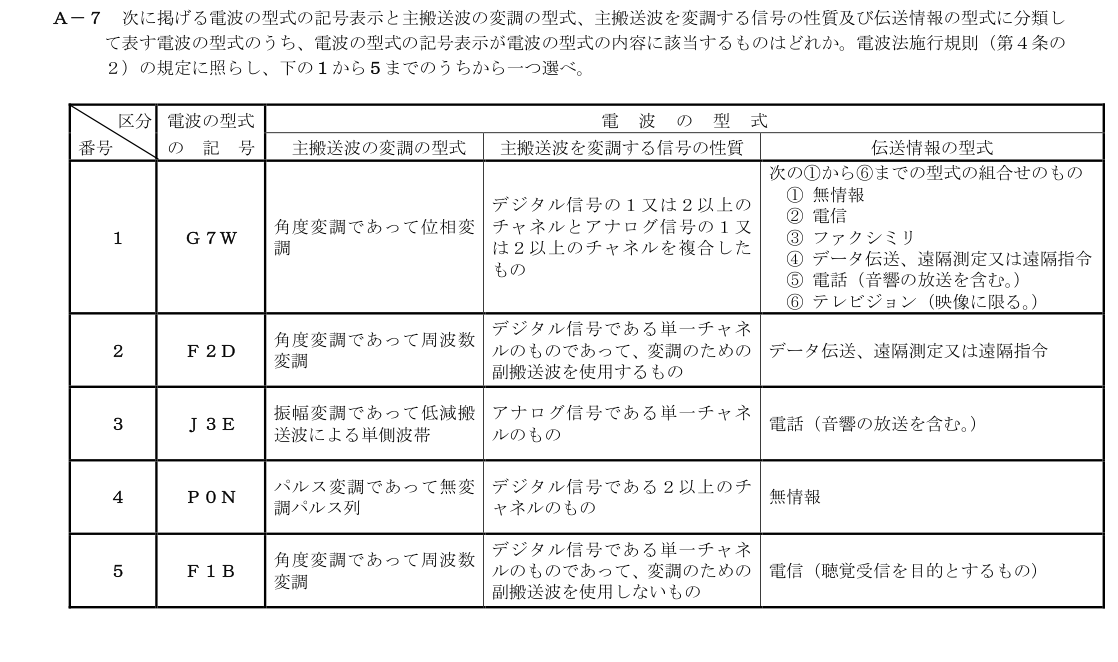 A－7　次に掲げる電波の型式の記号表示と主搬送波の変調の型式、主搬送波を変調する信号の性質及び伝送情報の型式に分類し
て表す電波の型式のうち、電波の型式の記号表示が電波の型式の内容に該当するものはどれか。電波法施行規則（第４条の
２）の規定に照らし、下の1から5までのうちから一つ選べ。
区分
番号
電波の型式
の　記　号
電　波　の　型　式
主搬送波の変調の型式
主搬送波を変調する信号の性質
伝送情報の型式
1
G７W
角度変調であって位相変
調
デジタル信号の１又は２以上の
チャネルとアナログ信号の１又
は２以上のチャネルを複合した
もの
次の①から⑥までの型式の組合せのもの
①　無情報
②　電信
③　ファクシミリ
④　データ伝送、遠隔測定又は遠隔指令
⑤　電話（音響の放送を含む。）
⑥　テレビジョン（映像に限る。）
2
F２D
角度変調であって周波数
変調
デジタル信号である単一チャネ
ルのものであって、変調のための
副搬送波を使用するもの
データ伝送、遠隔測定又は遠隔指令
3
J３E
振幅変調であって低減搬
送波による単側波帯
アナログ信号である単一チャネ
ルのもの
電話（音響の放送を含む。）
4
P０N
パルス変調であって無変
調パルス列
デジタル信号である２以上のチ
ャネルのもの
無情報
5
F１B
角度変調であって周波数
変調
デジタル信号である単一チャネ
ルのものであって、変調のための
副搬送波を使用しないもの
電信（聴覚受信を目的とするもの）